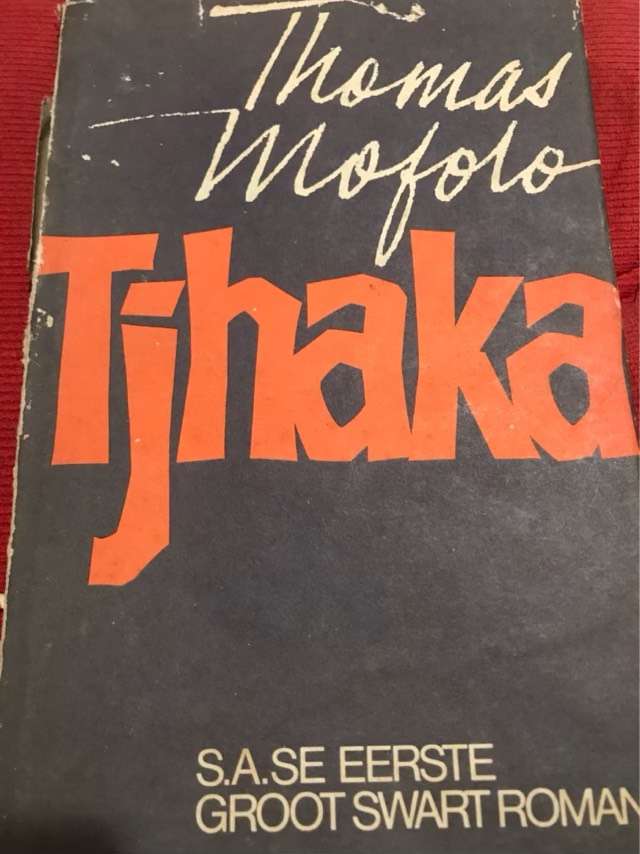 Thomas
Mofolo
Tjhaka
S.A.SE EERSTE
GROOT SWART ROMAN